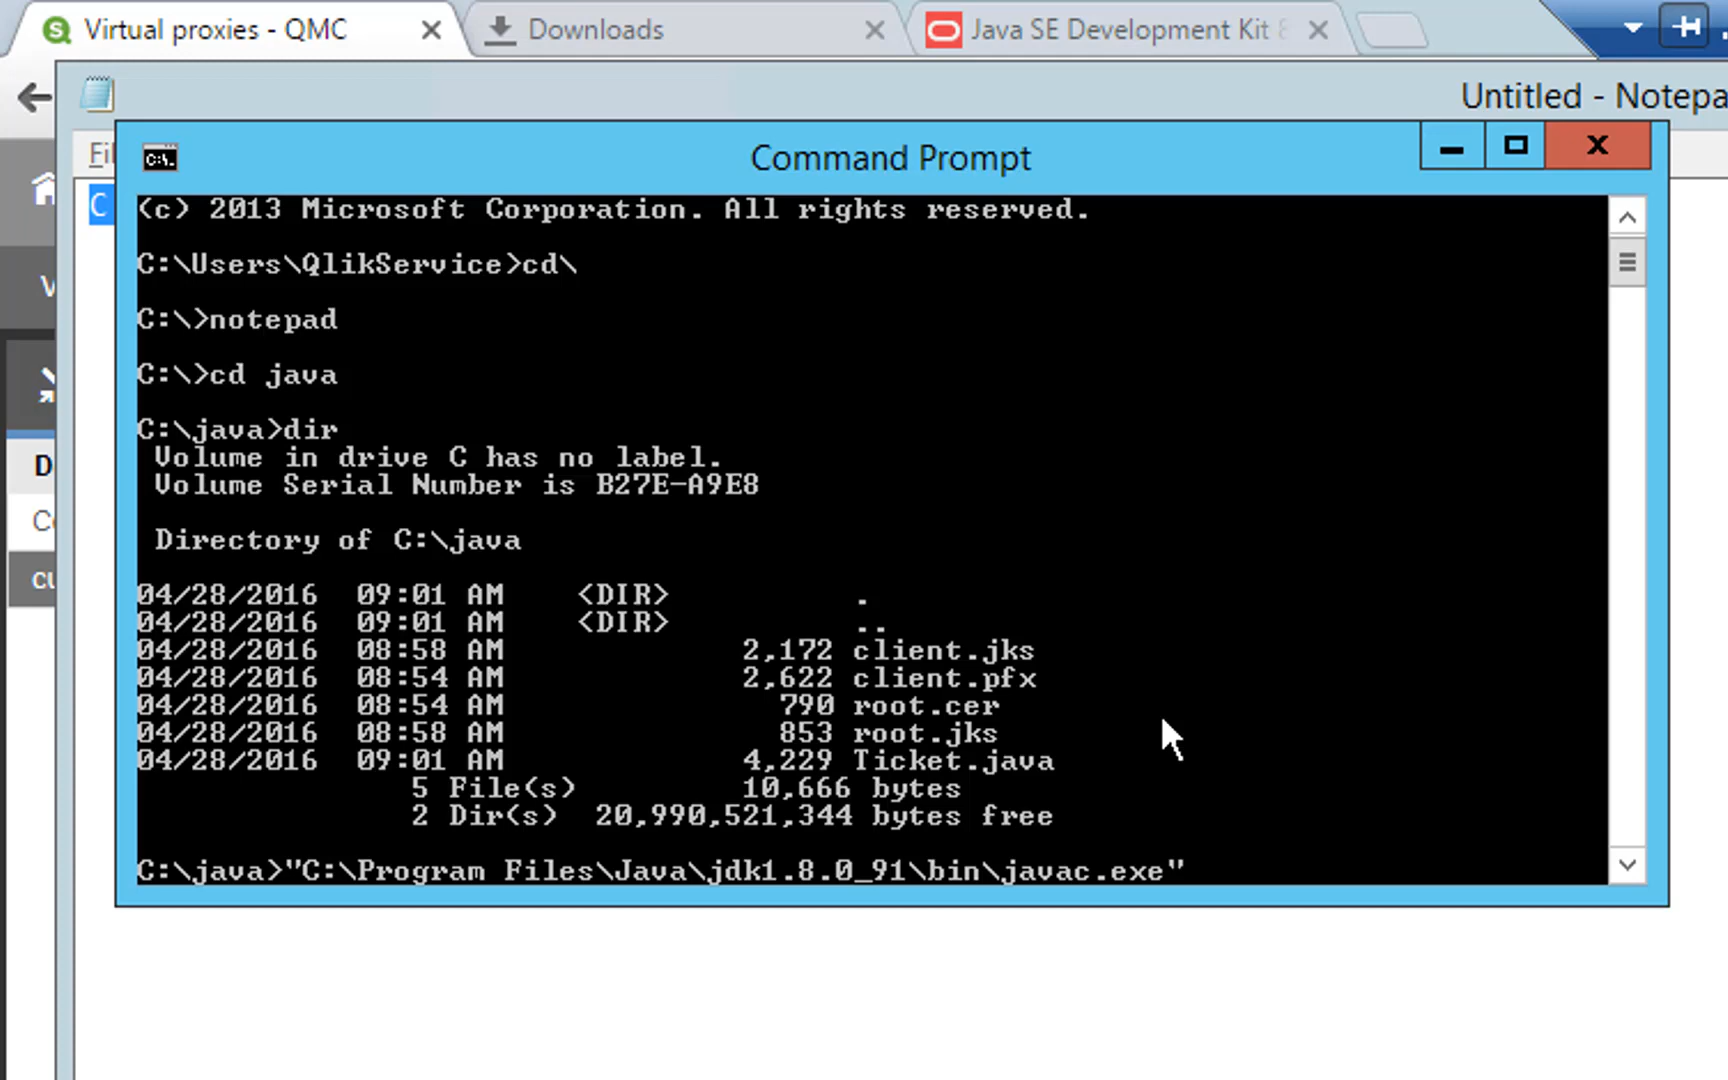 Virtual proxies - QMC
Downloads
Java SE Development Kit 8
Untitled - Notepa
Fil
Command Prompt
C
(c) 2013 Microsoft Corporation. All rights reserved.
C:\Users\QlikService>cd\
C:\>notepad
C:\>cd java
C:\java>dir
Volume in drive C has no label.
Volume Serial Number is B27E-A9E8
Directory of C:\java
04/28/2016 09:01 AM <DIR> .
04/28/2016 09:01 AM <DIR> ..
04/28/2016 08:58 AM 2,172 client.jks
04/28/2016 08:54 AM 2,622 client.pfx
04/28/2016 08:54 AM 790 root.cer
04/28/2016 08:58 AM 853 root.jks
04/28/2016 09:01 AM 4,229 Ticket.java
5 File(s) 10,666 bytes
2 Dir(s) 20,990,521,344 bytes free
C:\java>"C:\Program Files\Java\jdk1.8.0_91\bin\javac.exe"